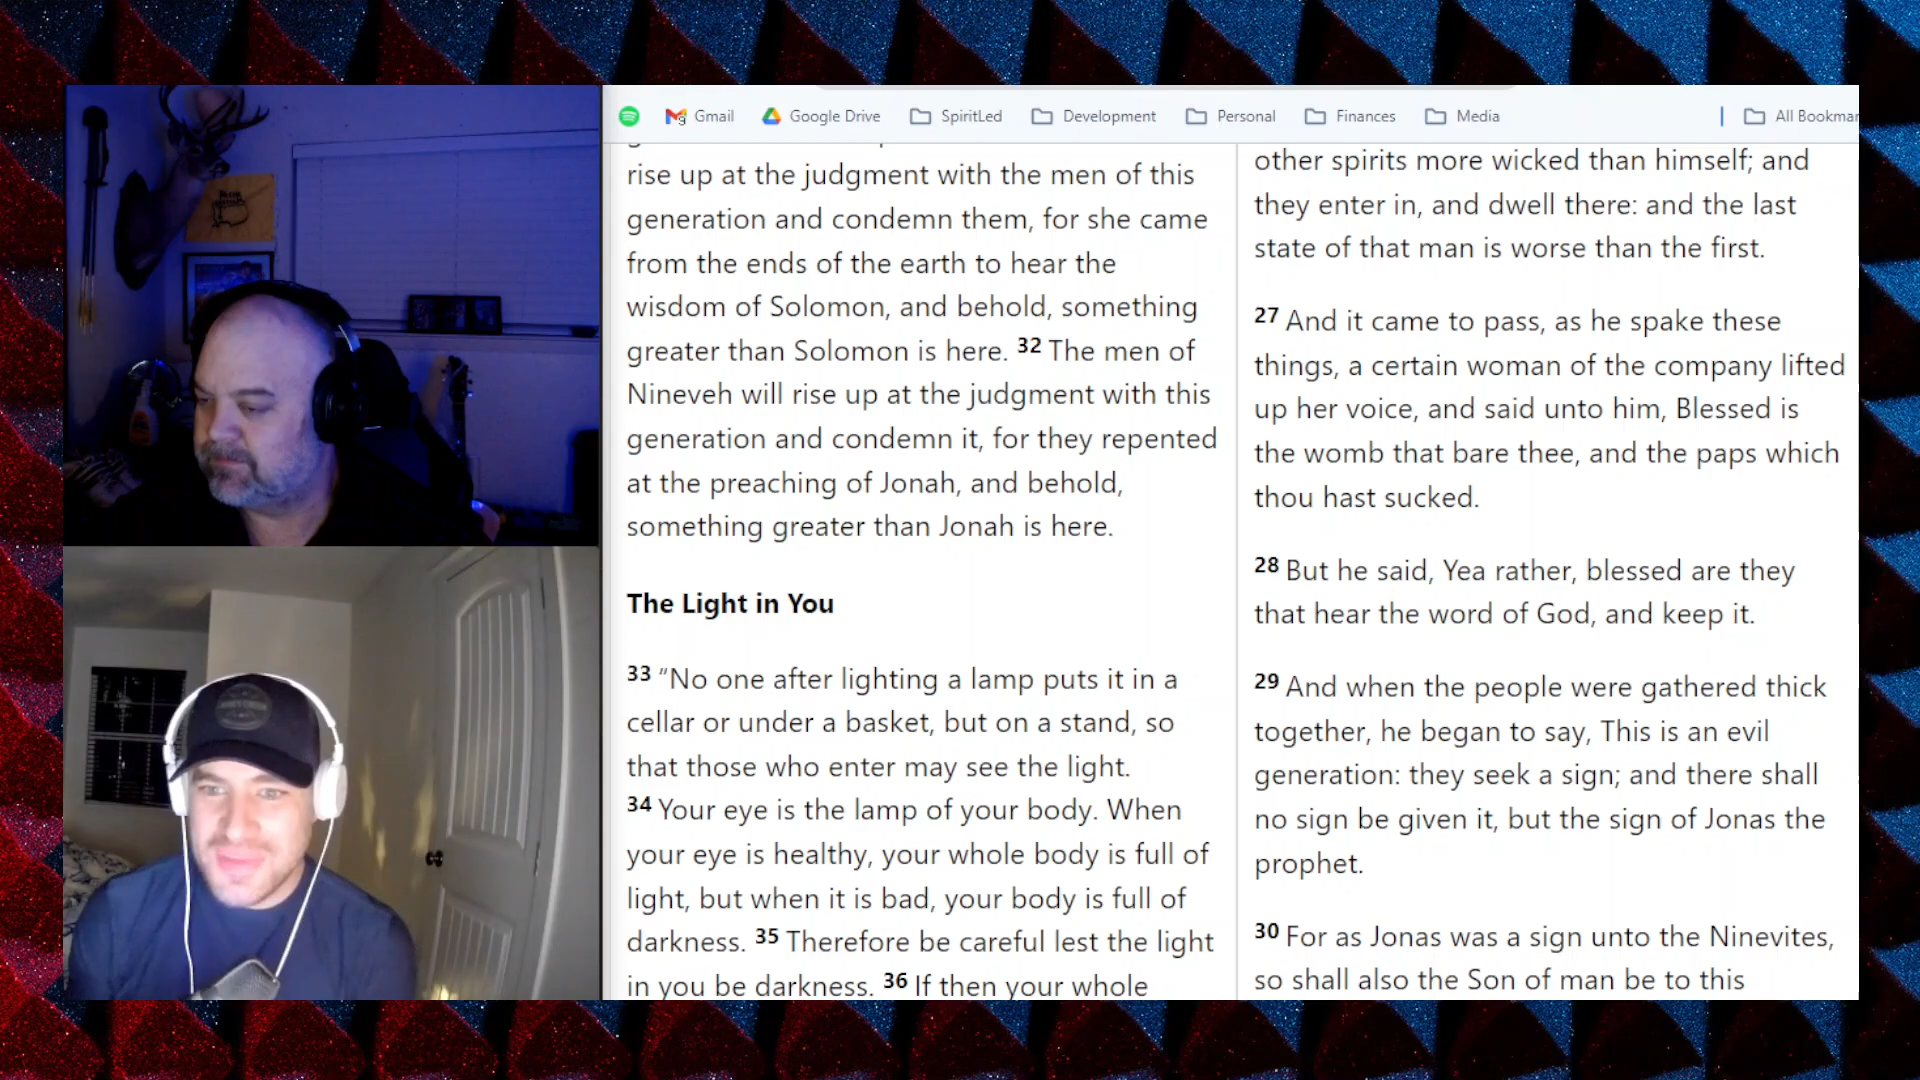 Gmail
Google Drive
SpiritLed
Development
Personal
Finances
Media
All Bookmar
rise up at the judgment with the men of this
generation and condemn them, for she came
from the ends of the earth to hear the
wisdom of Solomon, and behold, something
greater than Solomon is here. 32 The men of
Nineveh will rise up at the judgment with this
generation and condemn it, for they repented
at the preaching of Jonah, and behold,
something greater than Jonah is here.
The Light in You
33 “No one after lighting a lamp puts it in a
cellar or under a basket, but on a stand, so
that those who enter may see the light.
34 Your eye is the lamp of your body. When
your eye is healthy, your whole body is full of
light, but when it is bad, your body is full of
darkness. 35 Therefore be careful lest the light
in you be darkness. 36 If then your whole
other spirits more wicked than himself; and
they enter in, and dwell there: and the last
state of that man is worse than the first.
27 And it came to pass, as he spake these
things, a certain woman of the company lifted
up her voice, and said unto him, Blessed is
the womb that bare thee, and the paps which
thou hast sucked.
28 But he said, Yea rather, blessed are they
that hear the word of God, and keep it.
29 And when the people were gathered thick
together, he began to say, This is an evil
generation: they seek a sign; and there shall
no sign be given it, but the sign of Jonas the
prophet.
30 For as Jonas was a sign unto the Ninevites,
so shall also the Son of man be to this